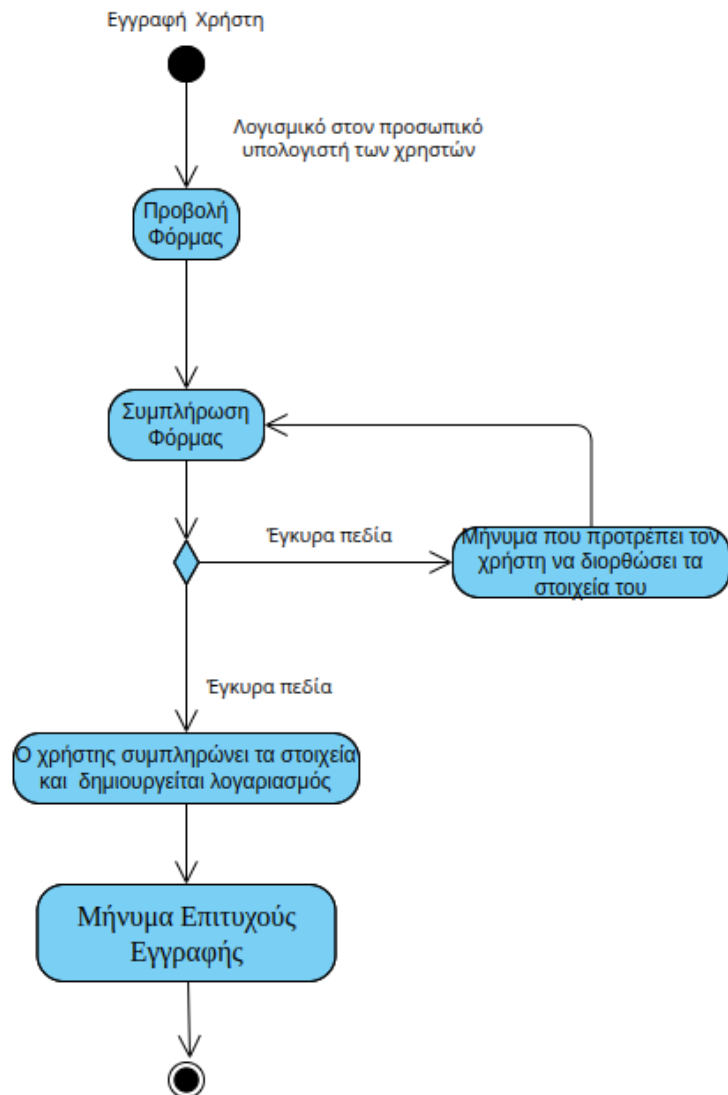 Εγγραφή Χρήστη
Λογισμικό στον προσωπικό
υπολογιστή των χρηστών
Προβολή
Φόρμας
Συμπλήρωση
Φόρμας
Έγκυρα πεδία
Μήνυμα που προτρέπει τον
χρήστη να διορθώσει τα
στοιχεία του
Έγκυρα πεδία
Ο χρήστης συμπληρώνει τα στοιχεία
και δημιουργείται λογαριασμός
Μήνυμα Επιτυχούς
Εγγραφής